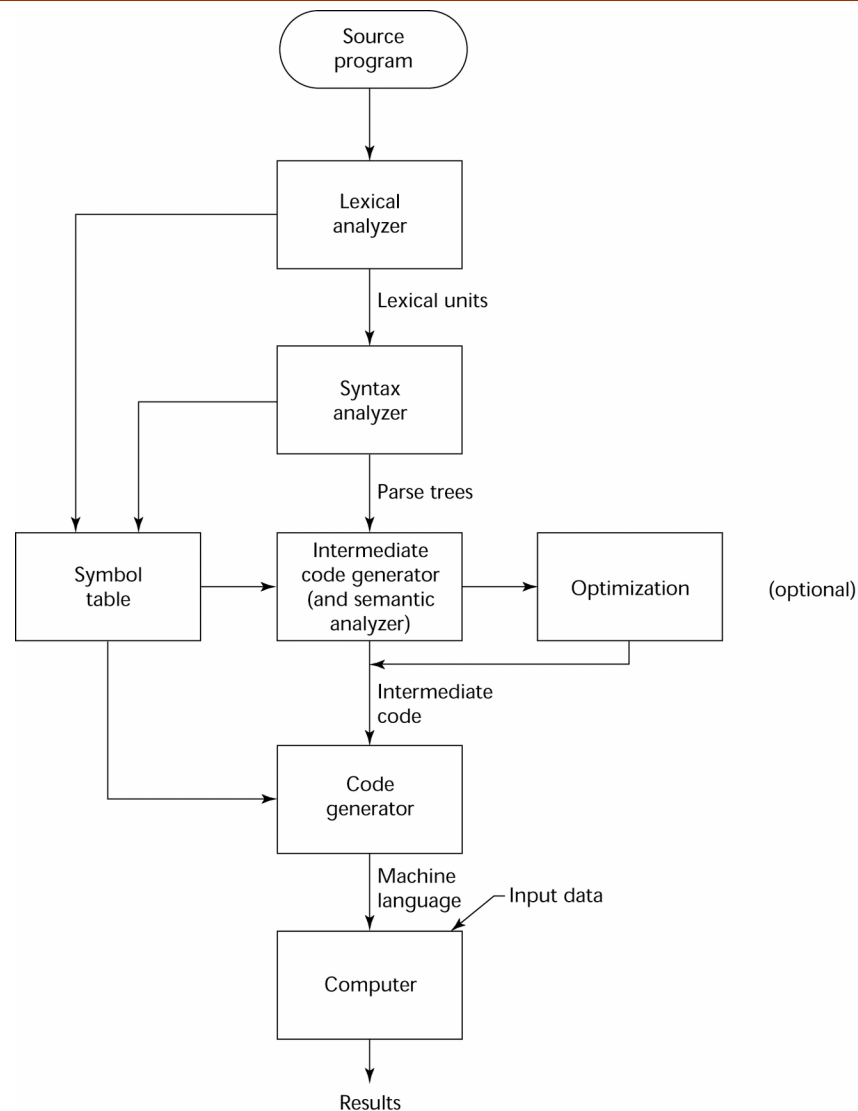 Source
program
Lexical
analyzer
Lexical units
Syntax
analyzer
Parse trees
Symbol
table
Intermediate
code generator
(and semantic
analyzer)
Optimization
(optional)
Intermediate
code
Code
generator
Machine
language
Input data
Computer
Results